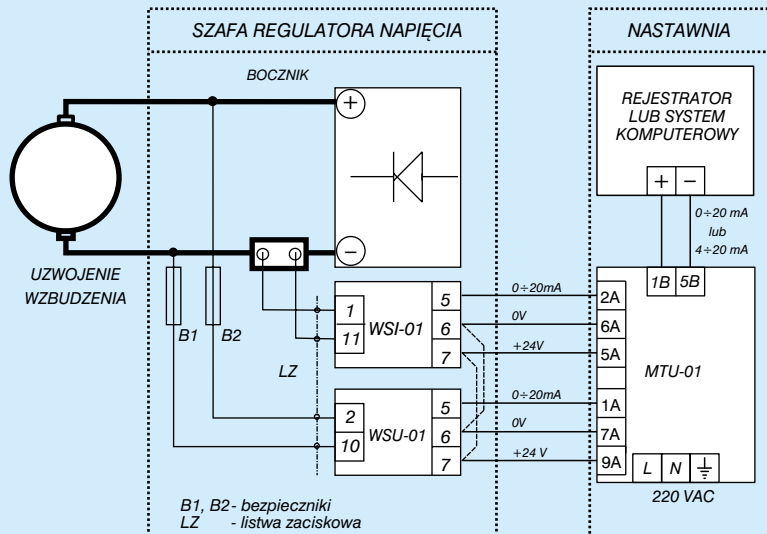 SZAFA REGULATORA NAPIĘCIA
NASTAWNIA
BOCZNIK
+
REJESTRATOR
LUB SYSTEM
KOMPUTEROWY
+ −
0÷20 mA
lub
4÷20 mA
−
UZWOJENIE
WZBUDZENIA
1B 5B
B1
B2
LZ
1
11
WSI-01
5
6
7
0÷20mA
0V
+24V
2A
6A
5A
MTU-01
2
10
WSU-01
5
6
7
0÷20mA
0V
+24 V
1A
7A
9A
L N
220 VAC
B1, B2 - bezpieczniki
LZ - listwa zaciskowa